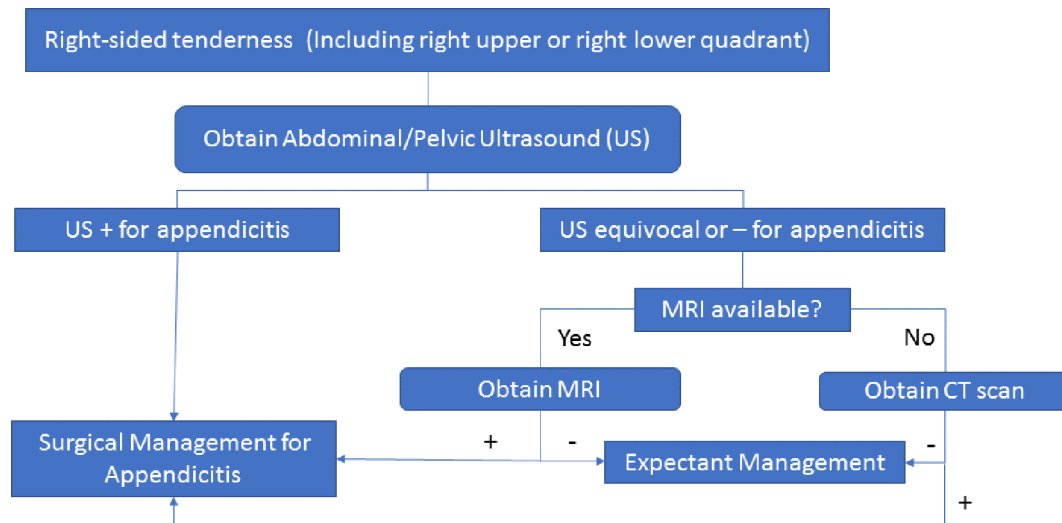 Right-sided tenderness  (Including right upper or right lower quadrant)
Obtain Abdominal/Pelvic Ultrasound (US)
US + for appendicitis
US equivocal or – for appendicitis
MRI available?
Yes
No
Obtain MRI
Obtain CT scan
Surgical Management for
Appendicitis
+
-
Expectant Management
-
+